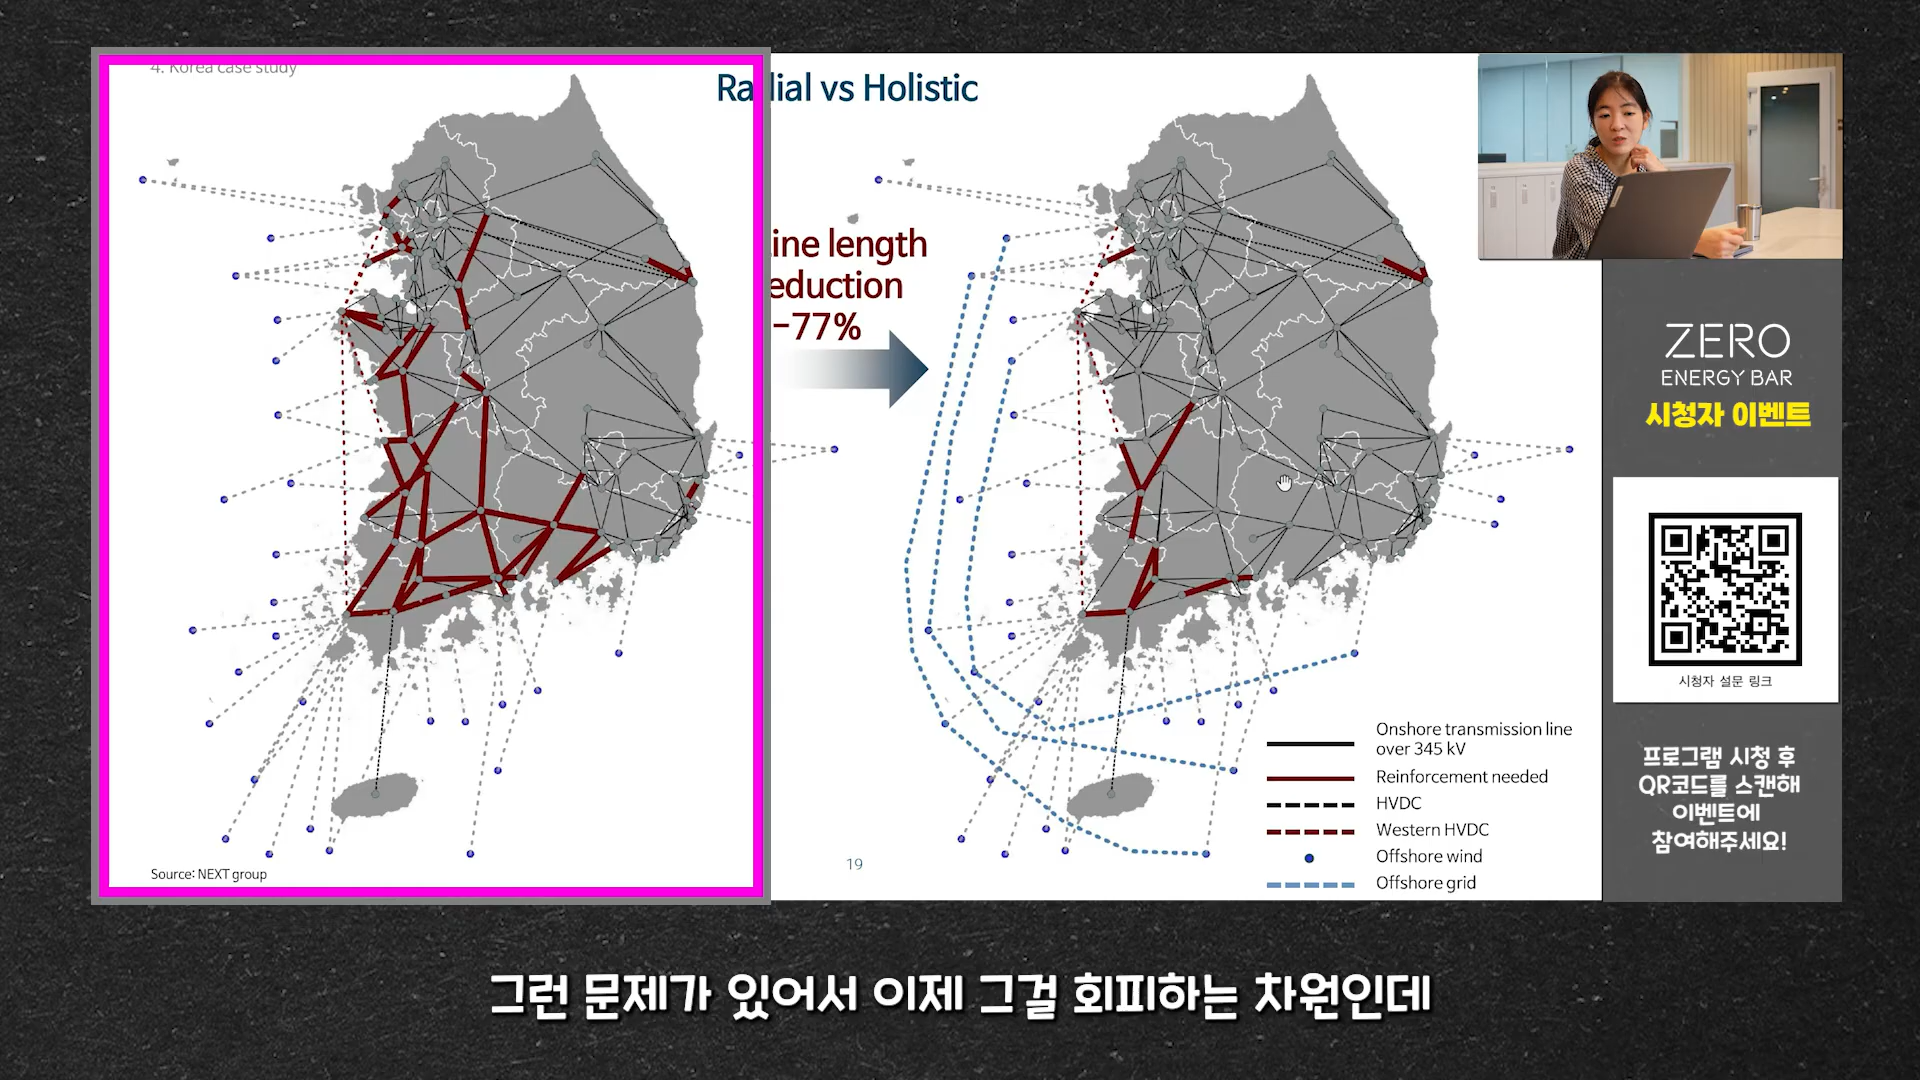 4. Korea case study
Radial vs Holistic
ine length
eduction
-77%
Onshore transmission line
over 345 kV
Reinforcement needed
HVDC
Western HVDC
Offshore wind
Offshore grid
19
Source: NEXT group
ZERO
ENERGY BAR
시청자 이벤트
시청자 설문 링크
프로그램 시청 후
QR코드를 스캔해
이벤트에
참여해주세요!
그런 문제가 있어서 이제 그걸 회피하는 차원인데